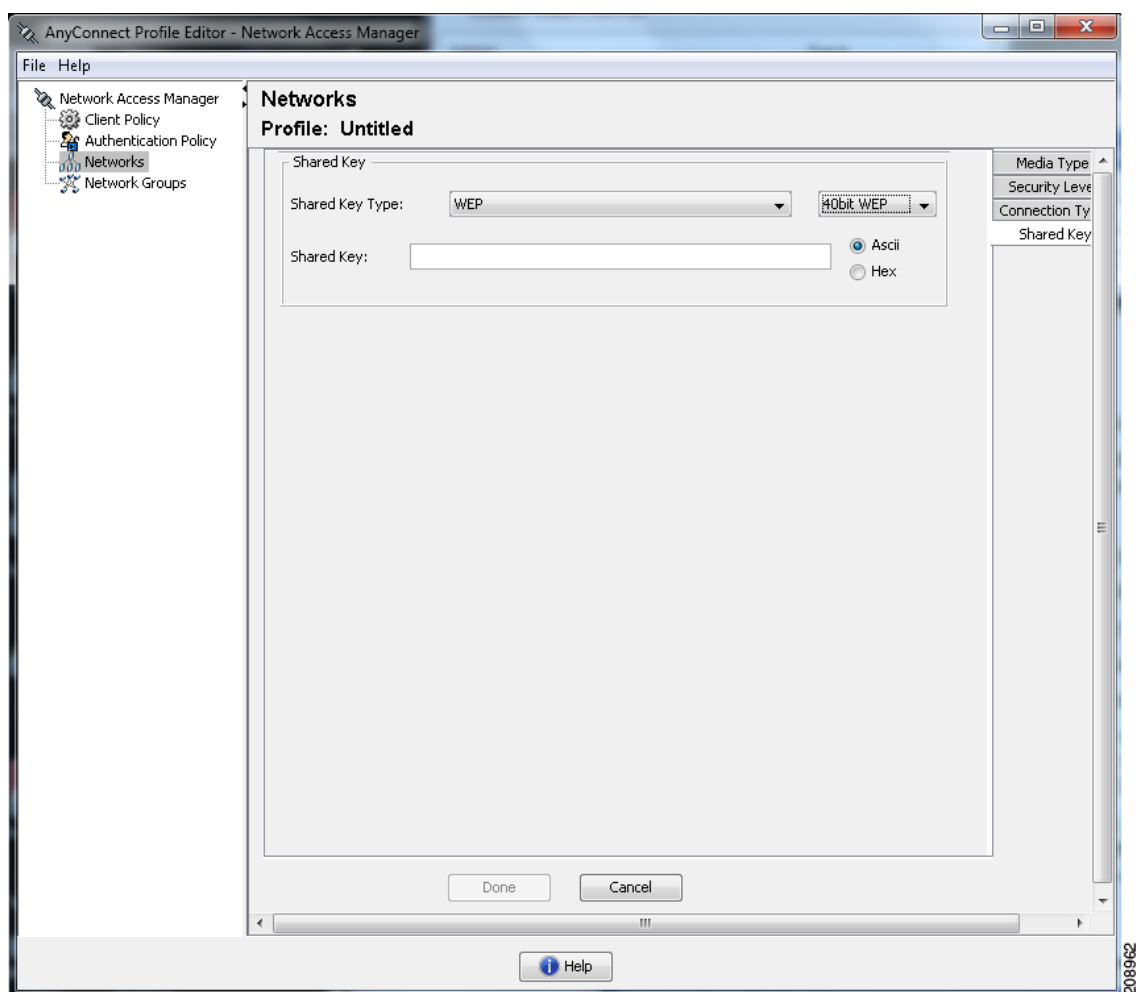 AnyConnect Profile Editor - Network Access Manager
File Help
Network Access Manager
Client Policy
Authentication Policy
Networks
Network Groups
Networks
Profile: Untitled
Shared Key
Shared Key Type:
WEP
40bit WEP
Shared Key:
Ascii
Hex
Media Type
Security Leve
Connection Ty
Shared Key
Done
Cancel
Help
208962